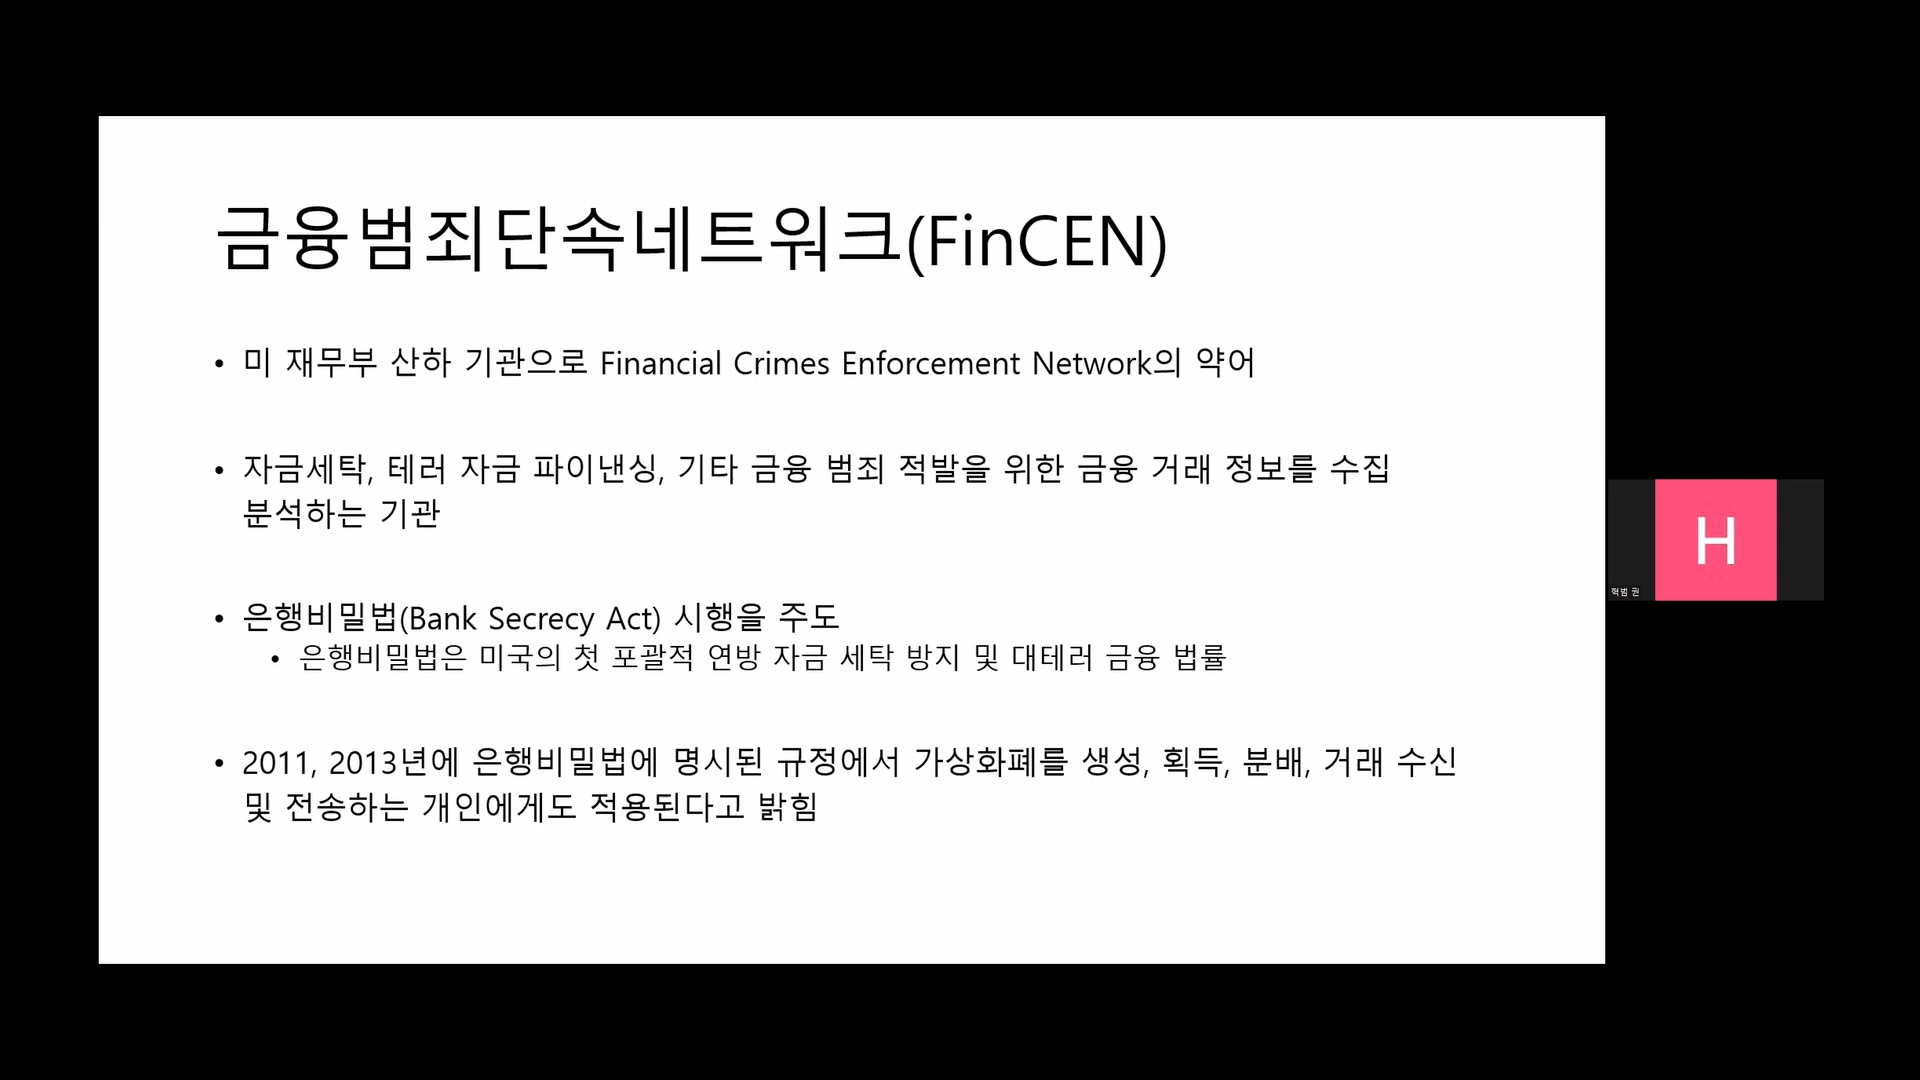 금융범죄단속네트워크(FinCEN)
• 미 재무부 산하 기관으로 Financial Crimes Enforcement Network의 약어
• 자금세탁, 테러 자금 파이낸싱, 기타 금융 범죄 적발을 위한 금융 거래 정보를 수집
분석하는 기관
• 은행비밀법(Bank Secrecy Act) 시행을 주도
• 은행비밀법은 미국의 첫 포괄적 연방 자금 세탁 방지 및 대테러 금융 법률
• 2011, 2013년에 은행비밀법에 명시된 규정에서 가상화폐를 생성, 획득, 분배, 거래 수신
및 전송하는 개인에게도 적용된다고 밝힘
H
혁범 권